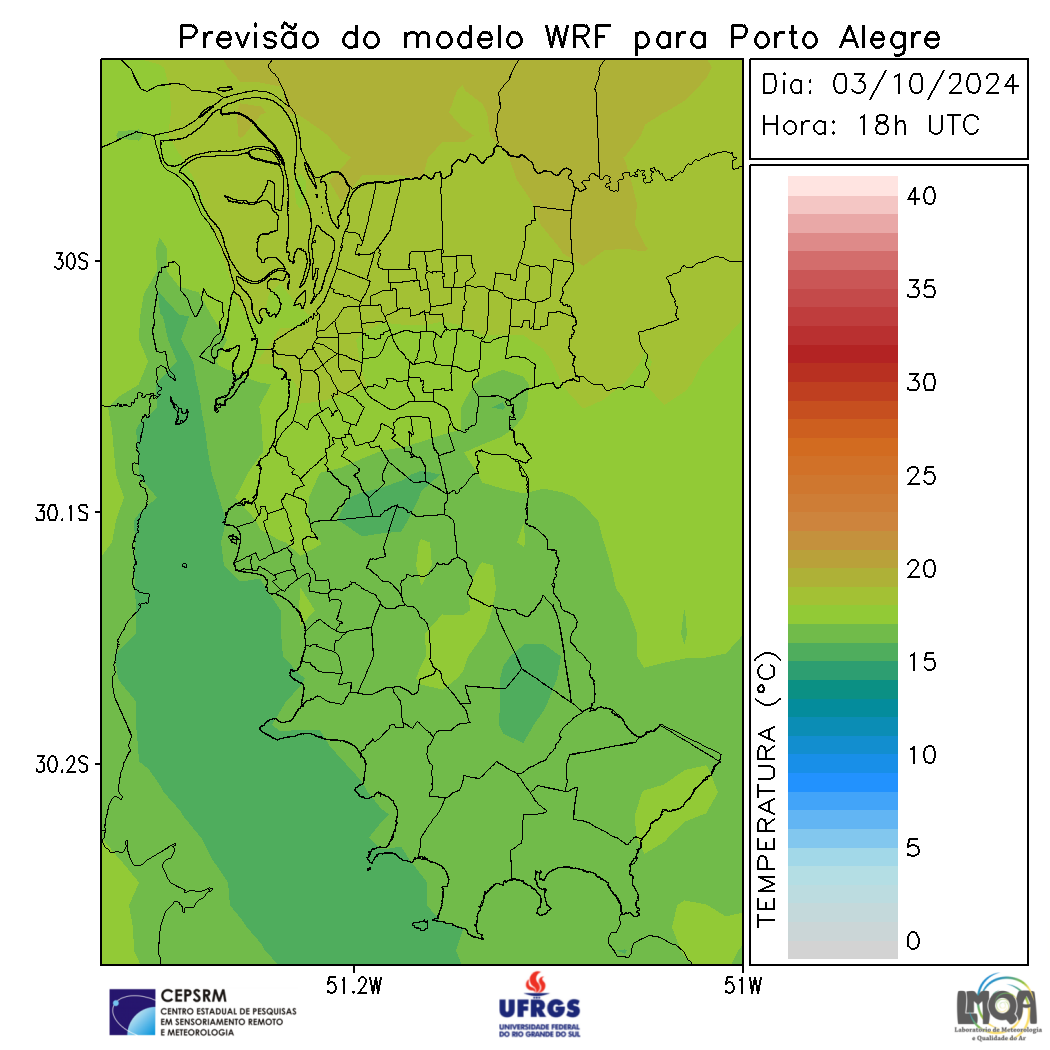 Previsão do modelo WRF para Porto Alegre
Dia: 03/10/2024
Hora: 18h UTC
40
35
30
25
20
15
10
5
0
TEMPERATURA (°C)
30S
30.1S
30.2S
51.2W
51W
CEPSRM
CENTRO ESTADUAL DE PESQUISAS
EM SENSORIAMENTO REMOTO
E METEOROLOGIA
UFRGS
UNIVERSIDADE FEDERAL
DO RIO GRANDE DO SUL
LMQA
Laboratório de Meteorologia
e Qualidade do Ar